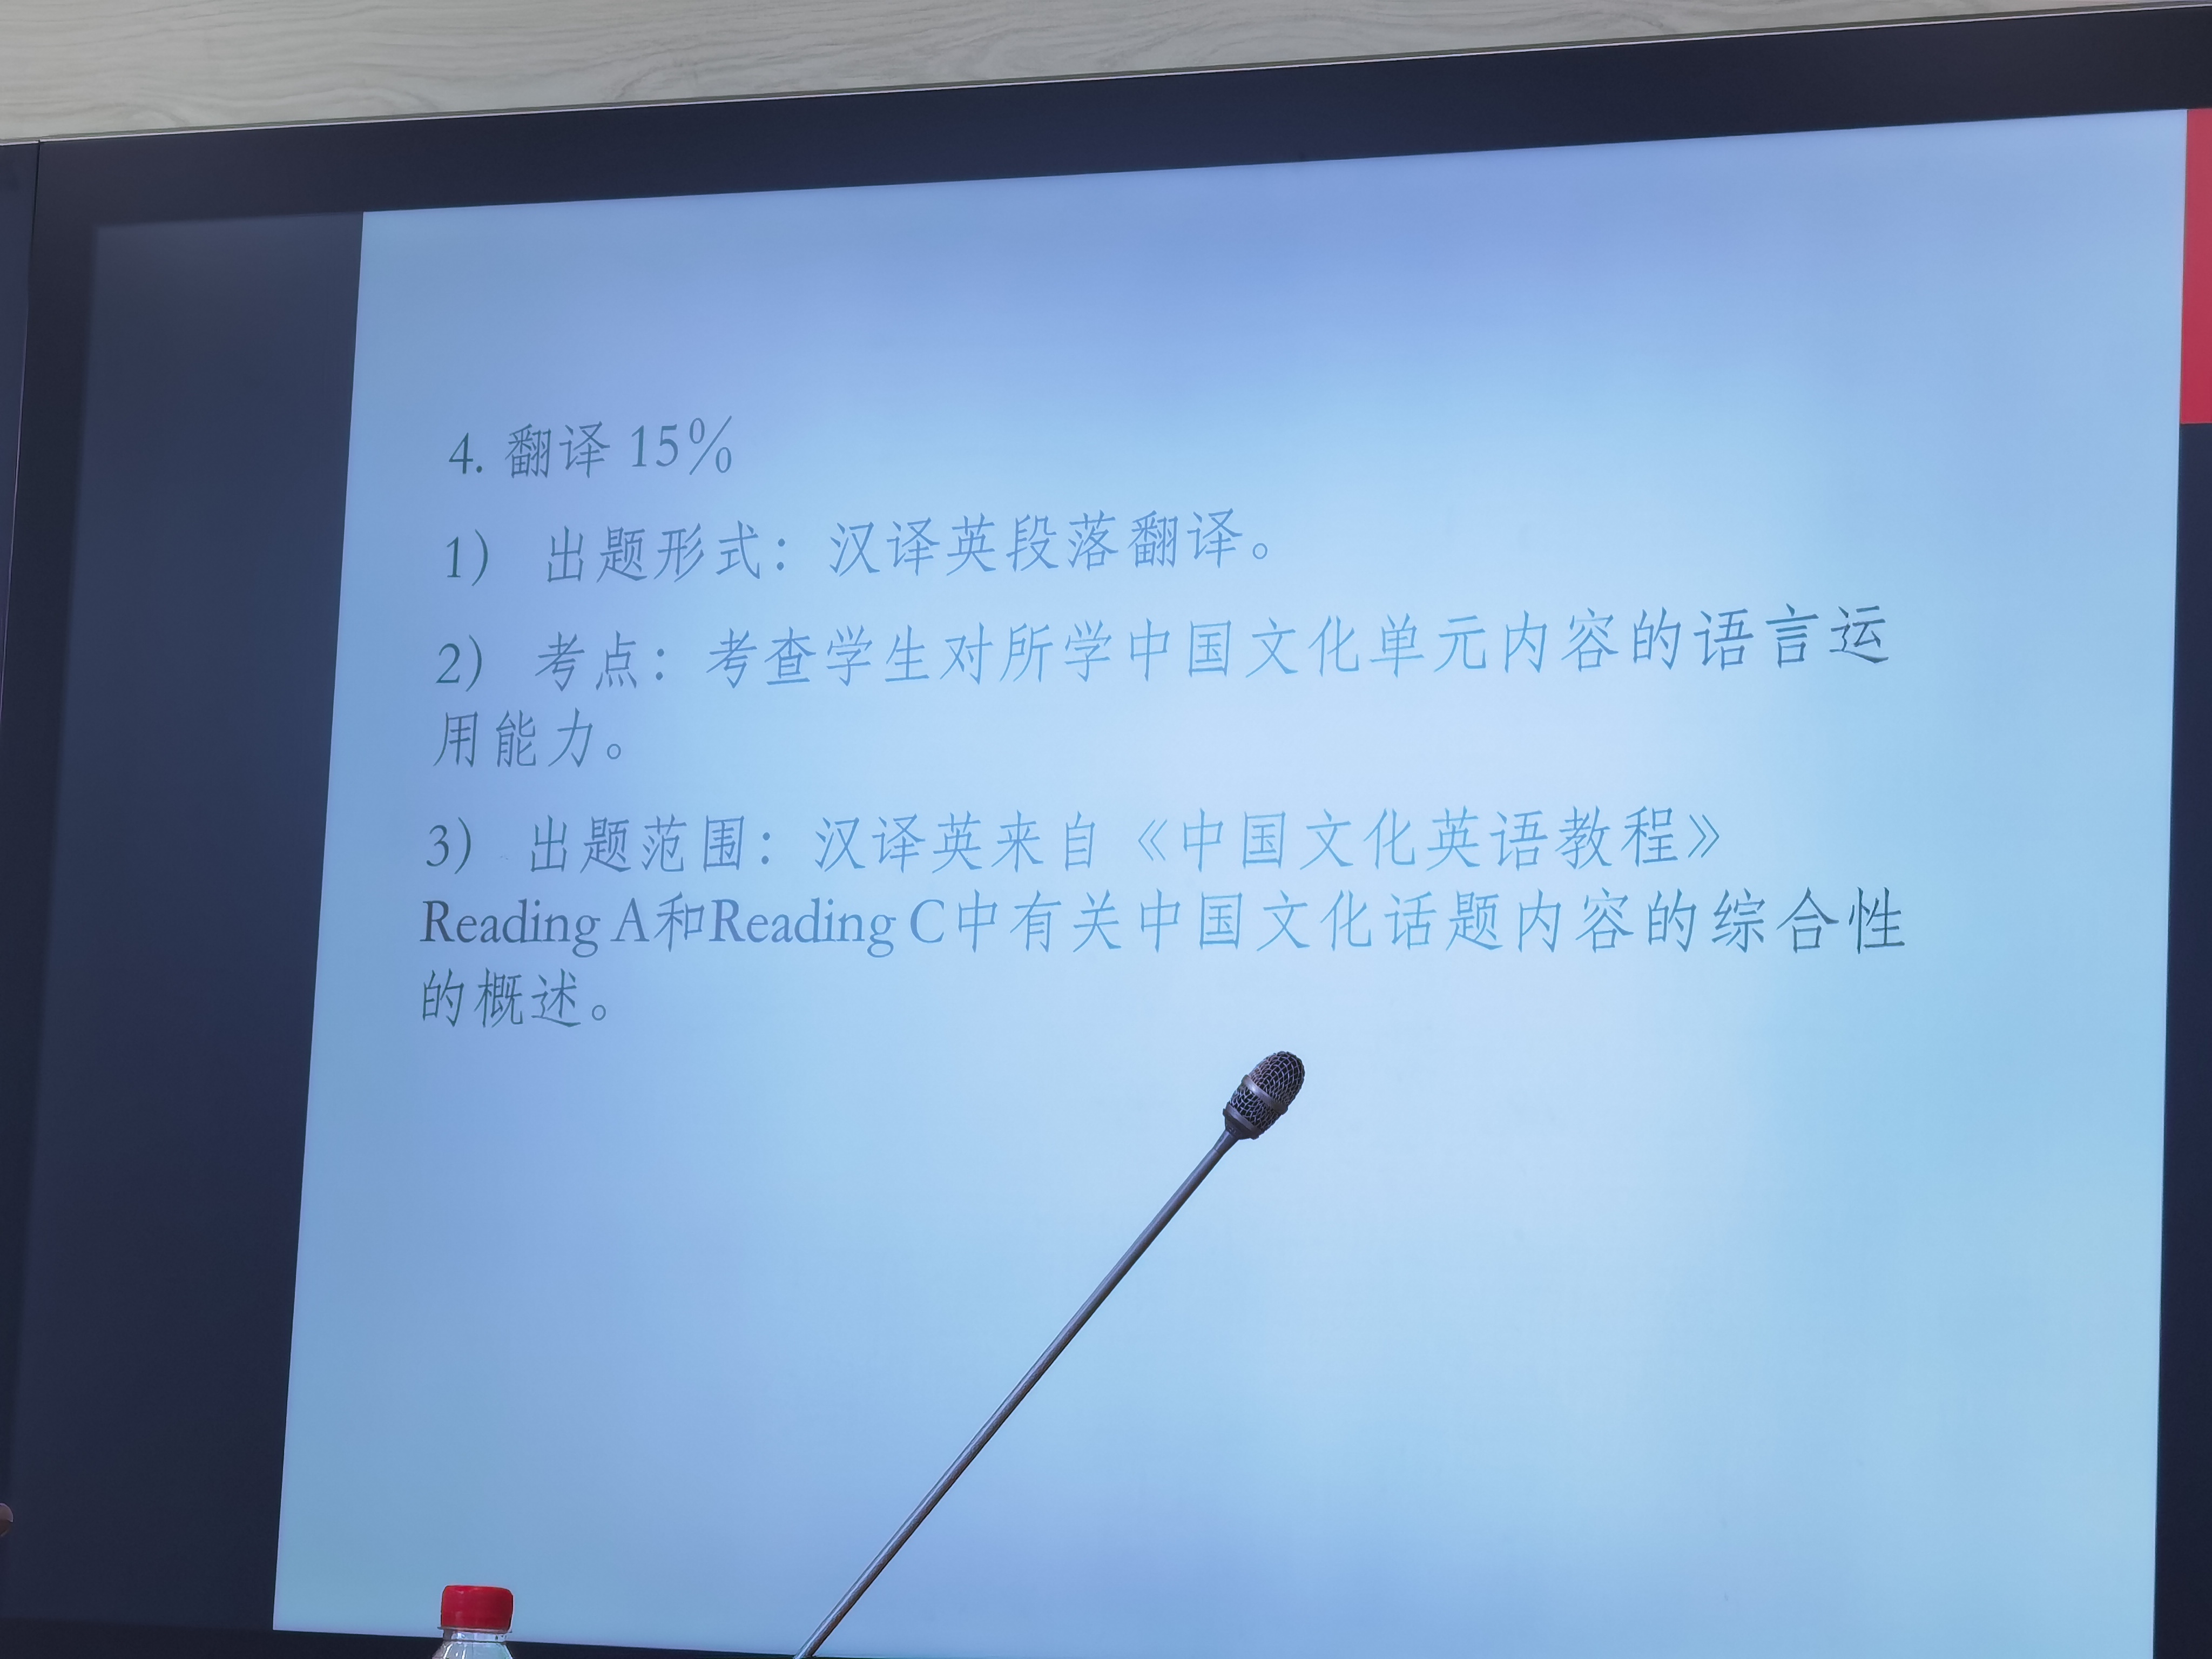 4. 翻译 15%
1) 出题形式：汉译英段落翻译。
2) 考点：考查学生对所学中国文化单元内容的语言运
用能力。
3) 出题范围：汉译英来自《中国文化英语教程》
Reading A和Reading C中有关中国文化话题内容的综合性
的概述。